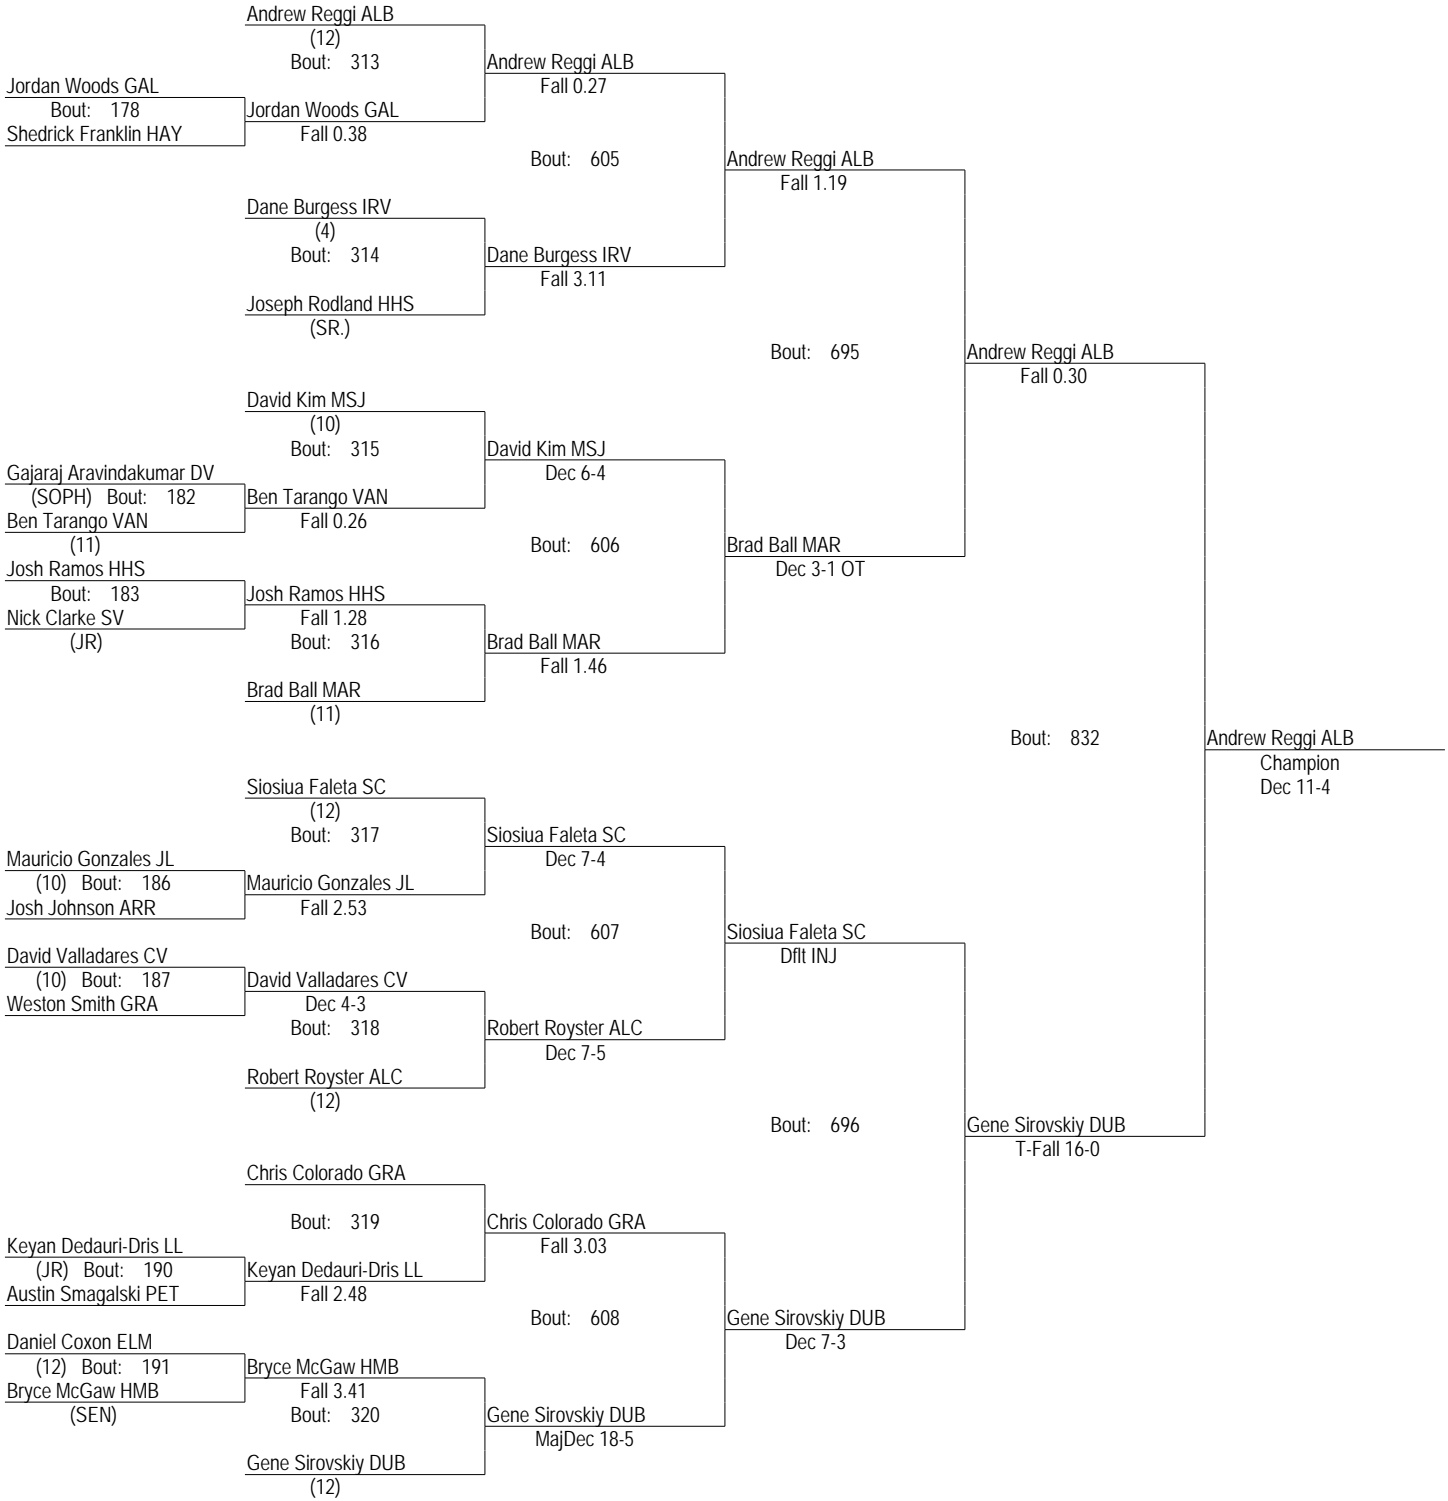 Andrew Reggi ALB
(12)
Bout: 313
Andrew Reggi ALB
Jordan Woods GAL
Fall 0.27
Bout: 178
Jordan Woods GAL
Shedrick Franklin HAY
Fall 0.38
Bout: 605
Andrew Reggi ALB
Fall 1.19
Dane Burgess IRV
(4)
Bout: 314
Dane Burgess IRV
Fall 3.11
Joseph Rodland HHS
(SR.)
Bout: 695
Andrew Reggi ALB
Fall 0.30
David Kim MSJ
(10)
Bout: 315
David Kim MSJ
Gajaraj Aravindakumar DV
Dec 6-4
(SOPH) Bout: 182
Ben Tarango VAN
Ben Tarango VAN
Fall 0.26
(11)
Bout: 606
Brad Ball MAR
Josh Ramos HHS
Dec 3-1 OT
Bout: 183
Josh Ramos HHS
Nick Clarke SV
Fall 1.28
(JR)
Bout: 316
Brad Ball MAR
Fall 1.46
Brad Ball MAR
(11)
Bout: 832
Andrew Reggi ALB
Champion
Dec 11-4
Siosiua Faleta SC
(12)
Bout: 317
Siosiua Faleta SC
Mauricio Gonzales JL
Dec 7-4
(10) Bout: 186
Mauricio Gonzales JL
Josh Johnson ARR
Fall 2.53
Bout: 607
Siosiua Faleta SC
David Valladares CV
Dflt INJ
(10) Bout: 187
David Valladares CV
Weston Smith GRA
Dec 4-3
Bout: 318
Robert Royster ALC
Dec 7-5
Robert Royster ALC
(12)
Bout: 696
Gene Sirovskiy DUB
T-Fall 16-0
Chris Colorado GRA
Bout: 319
Chris Colorado GRA
Keyan Dedauri-Dris LL
Fall 3.03
(JR) Bout: 190
Keyan Dedauri-Dris LL
Austin Smagalski PET
Fall 2.48
Bout: 608
Gene Sirovskiy DUB
Daniel Coxon ELM
Dec 7-3
(12) Bout: 191
Bryce McGaw HMB
Bryce McGaw HMB
Fall 3.41
(SEN)
Bout: 320
Gene Sirovskiy DUB
MajDec 18-5
Gene Sirovskiy DUB
(12)